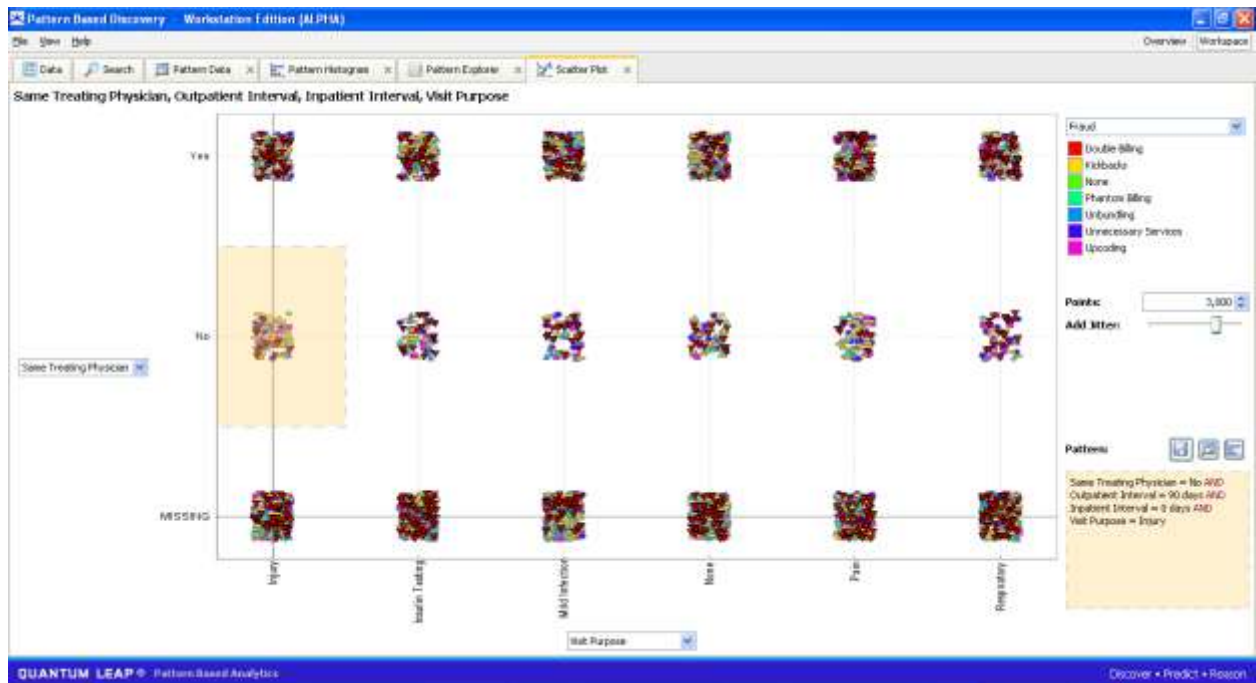 Pattern Based Discovery Workstation Edition (ALPHA)
File View Help
Overview Workspace
Data Search Pattern Data Pattern Histogram Pattern Explorer Scatter Plot
Same Treating Physician, Outpatient Interval, Inpatient Interval, Visit Purpose
Yes
No
MISSING
Same Treating Physician
Injury
Insulin Testing
Mild Infection
None
Pain
Respiratory
Visit Purpose
Fraud
Double Billing
Kickbacks
None
Phantom Billing
Unbundling
Unnecessary Services
Upcoding
Points: 3,000
Add Jitter:
Pattern:
Same Treating Physician = No AND
Outpatient Interval = 90 days AND
Inpatient Interval = 0 days AND
Visit Purpose = Injury
QUANTUM LEAP® Pattern Based Analytics
Discover • Predict • Reason